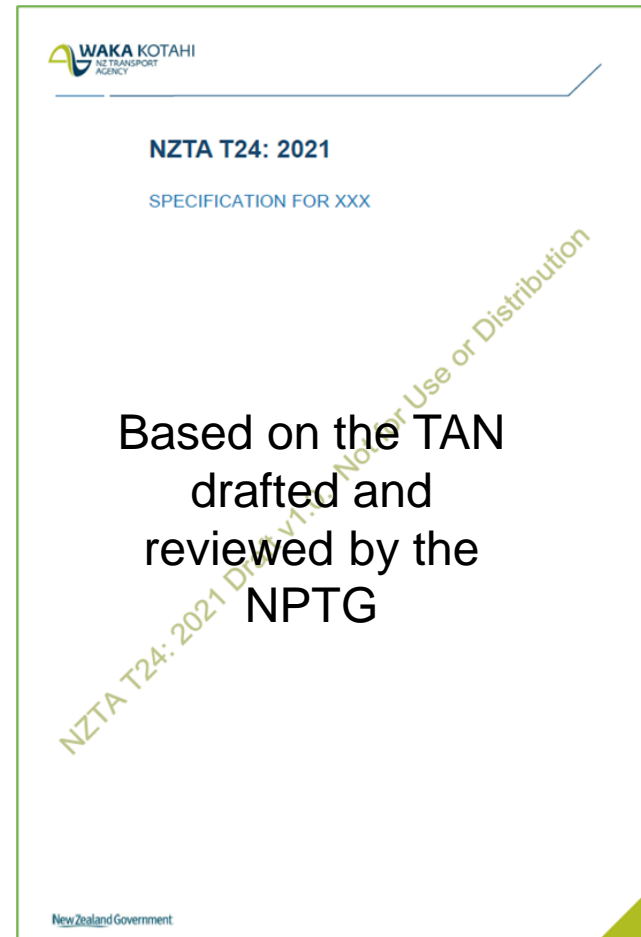 WAKA KOTAHI
NZ TRANSPORT
AGENCY
NZTA T24: 2021
SPECIFICATION FOR XXX
NZTA T24: 2021 Draft v1.0. Not for Use or Distribution
Based on the TAN
drafted and
reviewed by the
NPTG
New Zealand Government